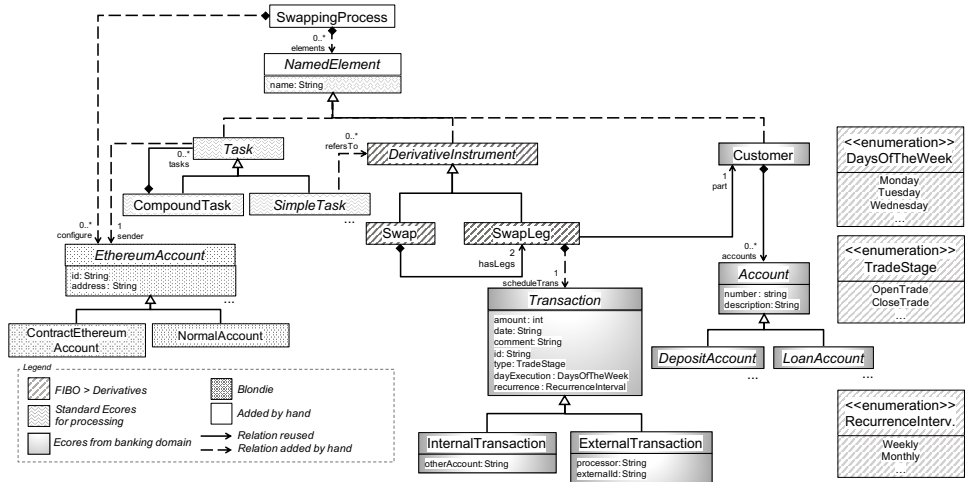 SwappingProcess
0..*
elements
NamedElement
name: String
Task
0..*
tasks
0..*
refersTo
DerivativeInstrument
Customer
<<enumeration>>
DaysOfTheWeek
Monday
Tuesday
Wednesday
...
CompoundTask
SimpleTask
...
1
part
Swap
SwapLeg
2
hasLegs
0..*
configure
1
sender
EthereumAccount
id: String
address: String
...
1
scheduleTrans
0..*
accounts
Account
number: string
description: String
<<enumeration>>
TradeStage
OpenTrade
CloseTrade
...
Transaction
amount: int
date: String
comment: String
id: String
type: TradeStage
dayExecution: DaysOfTheWeek
recurrence: RecurrenceInterval
ContractEthereum
Account
NormalAccount
DepositAccount
...
LoanAccount
...
Legend
FIBO > Derivatives
Blondie
Standard Ecores
for processing
Added by hand
Ecores from banking domain
Relation reused
Relation added by hand
InternalTransaction
otherAccount: String
ExternalTransaction
processor: String
externalId: String
<<enumeration>>
RecurrenceInterv.
Weekly
Monthly
...